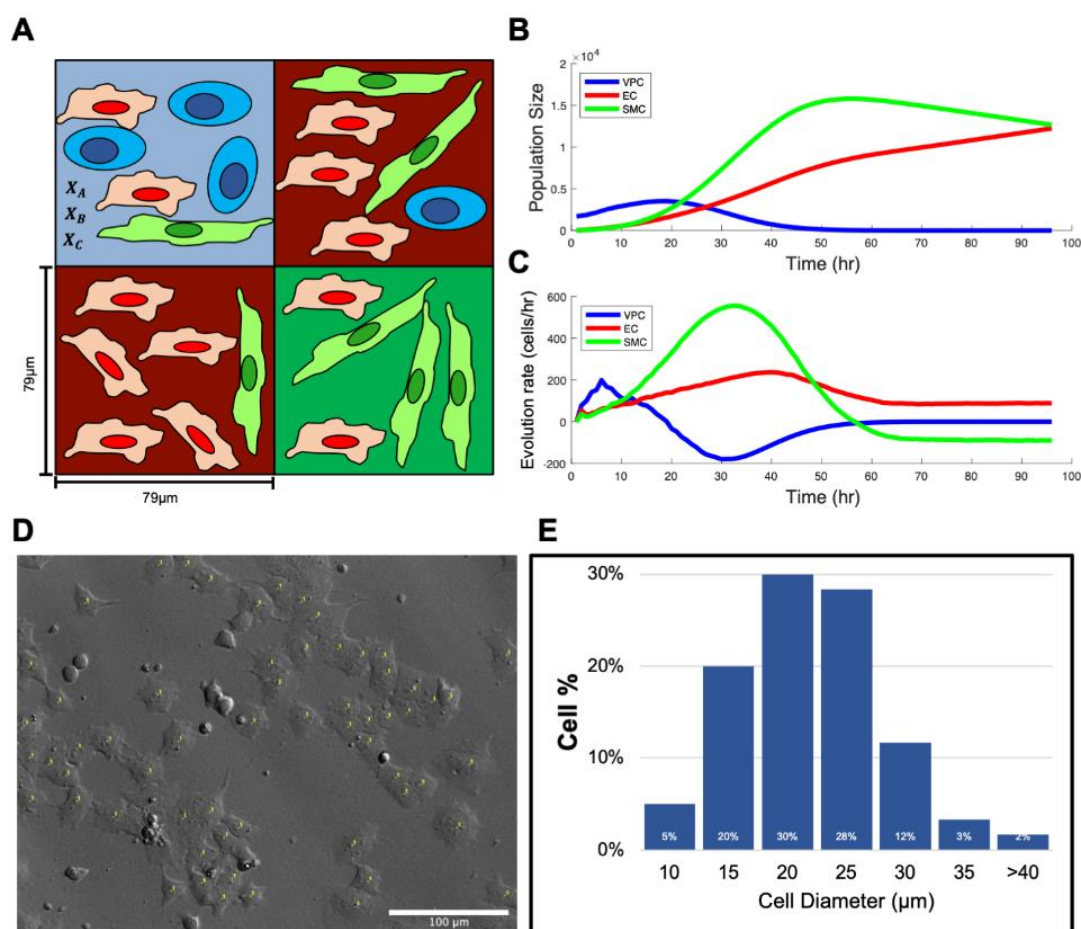 A
X_A
X_B
X_C
79µm
79µm
B
×10⁴
2
1.5
1
0.5
0
Population Size
VPC
EC
SMC
0 10 20 30 40 50 60 70 80 90 100
Time (hr)
C
600
400
200
0
-200
Evolution rate (cells/hr)
VPC
EC
SMC
0 10 20 30 40 50 60 70 80 90 100
Time (hr)
D
100 µm
E
30%
20%
10%
0%
Cell %
5% 20% 30% 28% 12% 3% 2%
10 15 20 25 30 35 >40
Cell Diameter (µm)